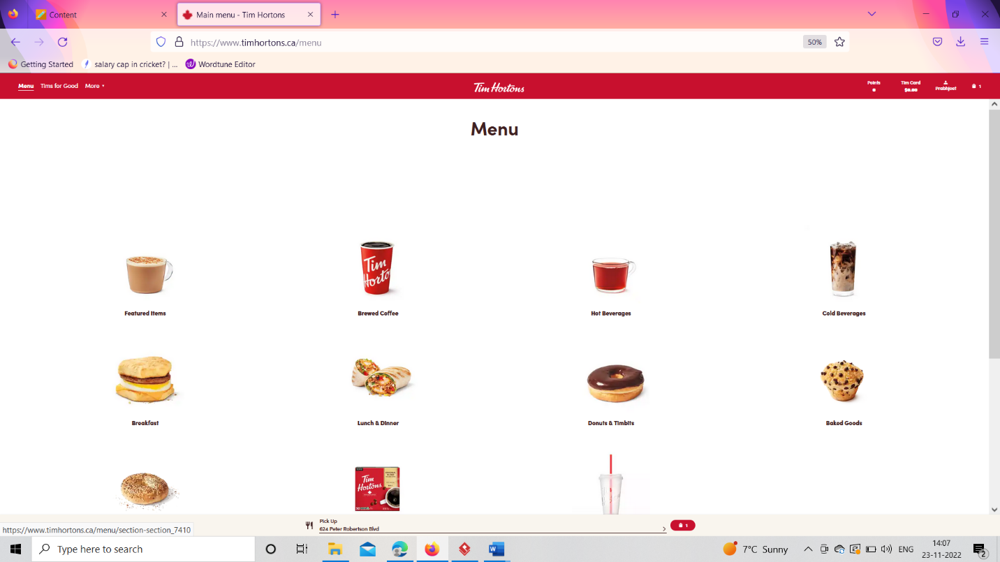 Content
Main menu - Tim Hortons
https://www.timhortons.ca/menu
50%
Getting Started
salary cap in cricket? | ...
Wordtune Editor
Menu
Tims for Good
More
Tim Hortons
Points
0
Tim Card
$0.00
Prabhjeet
1
Menu
Tim Horto
Featured Items
Brewed Coffee
Hot Beverages
Cold Beverages
Breakfast
Lunch & Dinner
Donuts & Timbits
Baked Goods
Tim
Hortons
Pick Up
624 Peter Robertson Blvd
1
https://www.timhortons.ca/menu/section-section_7410
Type here to search
7°C Sunny
ENG
14:07
23-11-2022
2